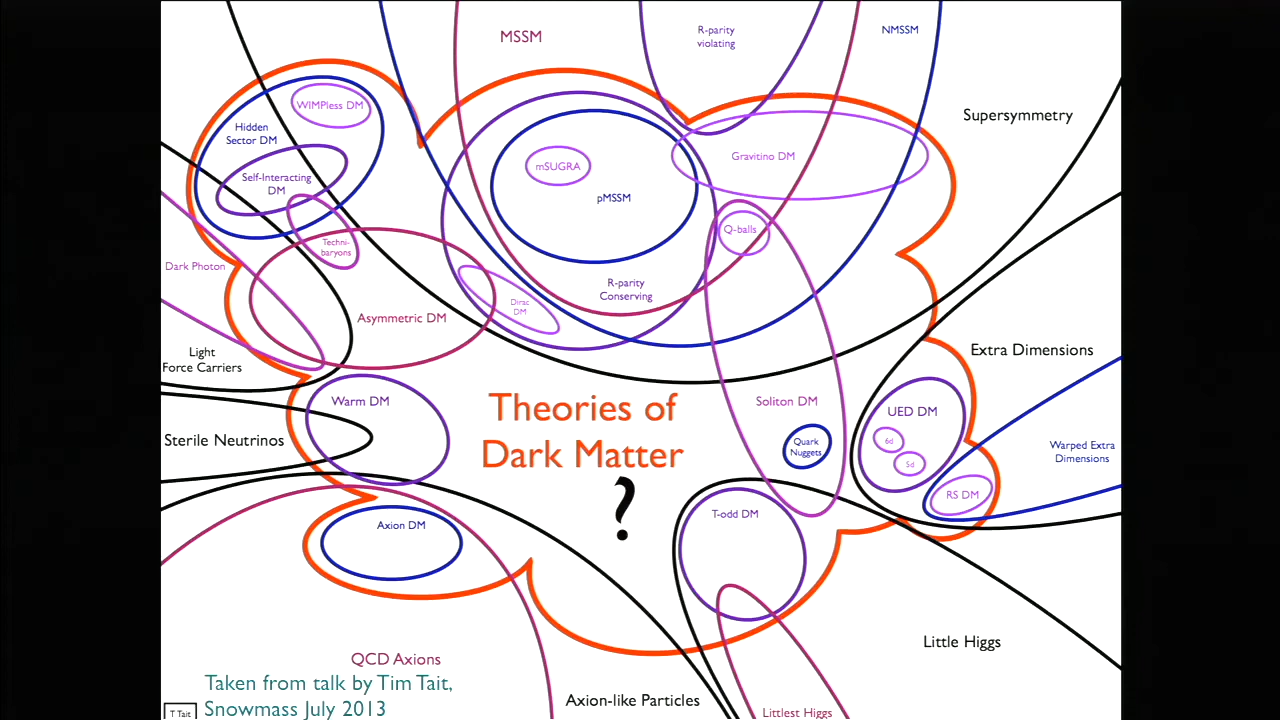 MSSM
R-parity
violating
NMSSM
WIMPless DM
Hidden
Sector DM
Supersymmetry
Self-Interacting
DM
mSUGRA
Gravitino DM
pMSSM
Q-balls
Techni-
baryons
Dark Photon
R-parity
Conserving
Dirac
DM
Asymmetric DM
Light
Force Carriers
Extra Dimensions
Warm DM
Theories of
Dark Matter
?
Soliton DM
UED DM
6d
5d
Sterile Neutrinos
Quark
Nuggets
Warped Extra
Dimensions
RS DM
Axion DM
T-odd DM
Little Higgs
QCD Axions
Taken from talk by Tim Tait,
Snowmass July 2013
T Tait
Axion-like Particles
Littlest Higgs